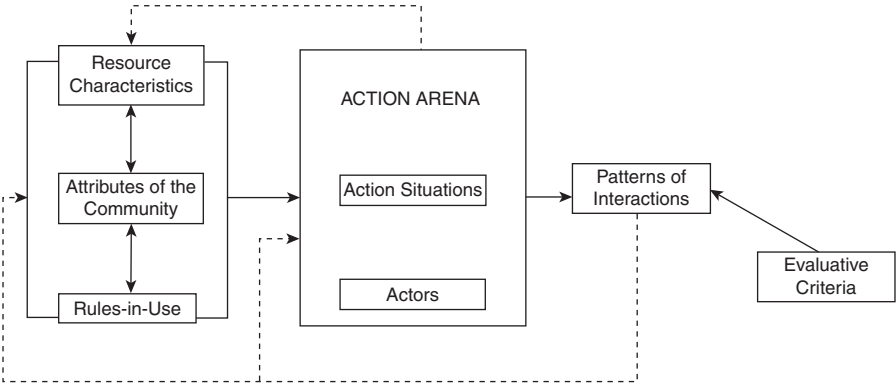 Resource
Characteristics
Attributes of the
Community
Rules-in-Use
ACTION ARENA
Action Situations
Actors
Patterns of
Interactions
Evaluative
Criteria